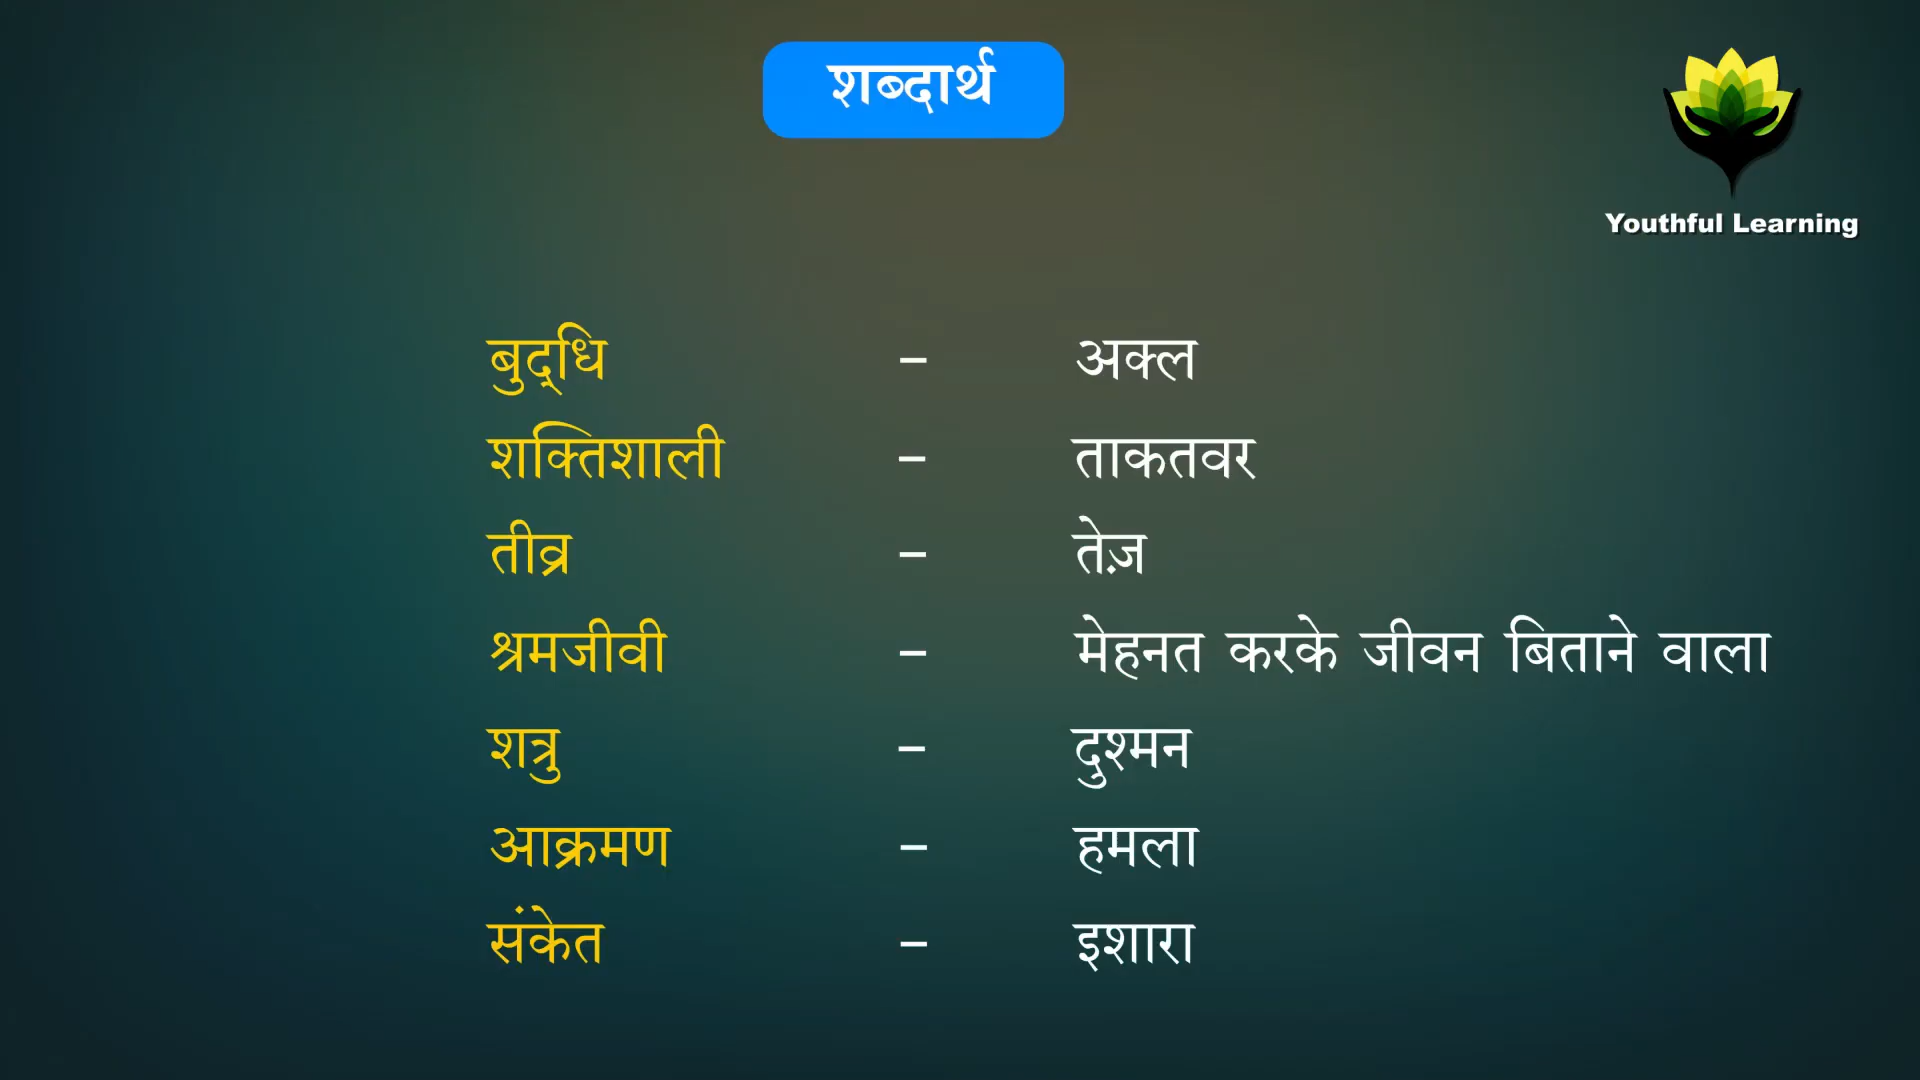 शब्दार्थ
Youthful Learning
बुद्‌धि – अक्ल
शक्तिशाली – ताकतवर
तीव्र – तेज़
श्रमजीवी – मेहनत करके जीवन बिताने वाला
शत्रु – दुश्मन
आक्रमण – हमला
संकेत – इशारा